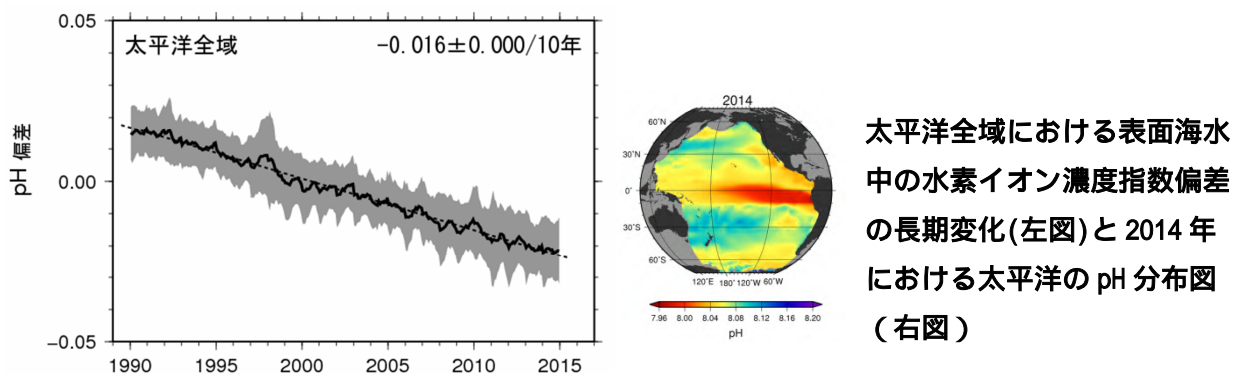 0.05
太平洋全域 -0.016±0.000/10年
pH 偏差
0.00
-0.05
1990 1995 2000 2005 2010 2015
2014
60˚N
30˚N
0˚
30˚S
60˚S
120˚E 180˚ 120˚W 60˚W
7.96 8.00 8.04 8.08 8.12 8.16 8.20
pH
太平洋全域における表面海水
中の水素イオン濃度指数偏差
の長期変化(左図)と 2014 年
における太平洋の pH 分布図
（右図）